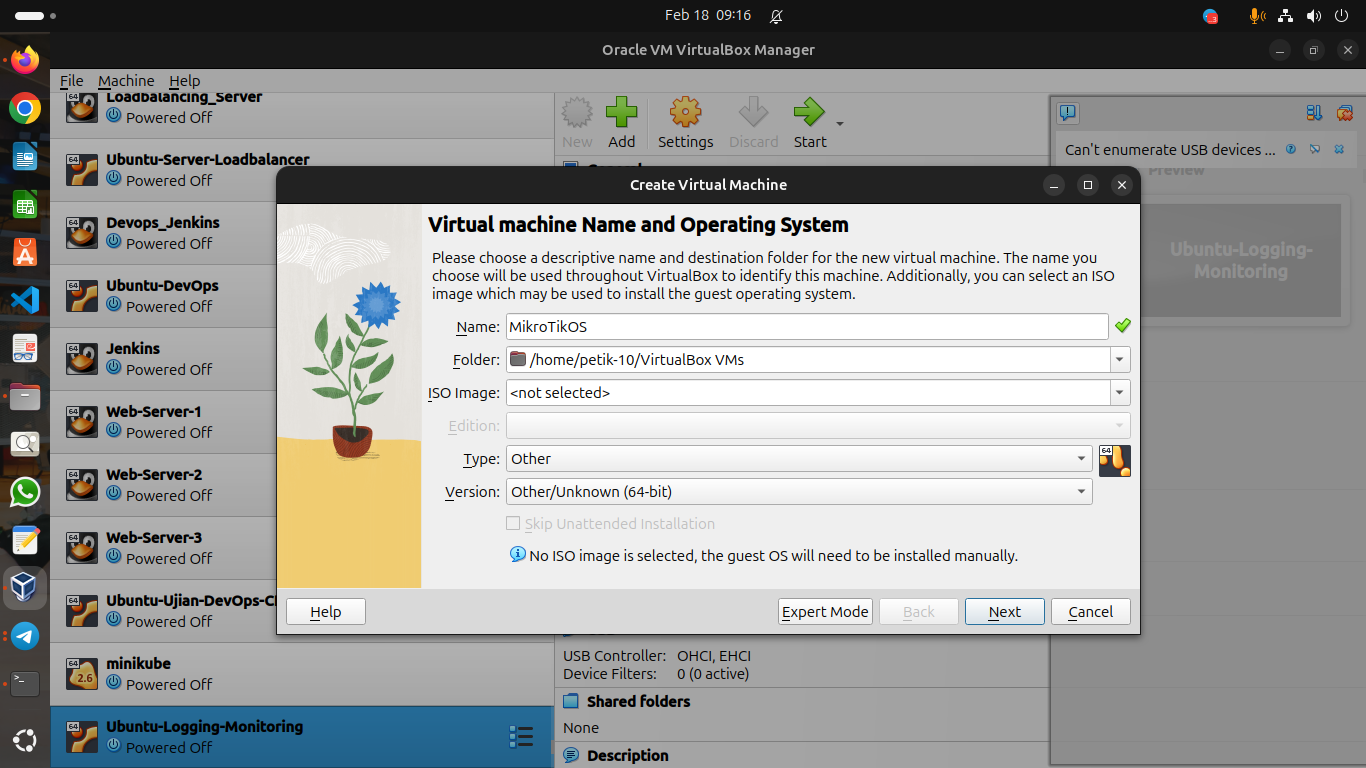 Feb 18 09:16
3
Oracle VM VirtualBox Manager
File Machine Help
64
Loadbalancing_Server
Powered Off
64
Ubuntu-Server-Loadbalancer
Powered Off
64
Devops_Jenkins
Powered Off
64
Ubuntu-DevOps
Powered Off
64
Jenkins
Powered Off
64
Web-Server-1
Powered Off
64
Web-Server-2
Powered Off
64
Web-Server-3
Powered Off
64
Ubuntu-Ujian-DevOps-CI
Powered Off
64
2.6
minikube
Powered Off
64
Ubuntu-Logging-Monitoring
Powered Off
New Add Settings Discard Start
General
Can't enumerate USB devices ...
Preview
Ubuntu-Logging-
Monitoring
Create Virtual Machine
Virtual machine Name and Operating System
Please choose a descriptive name and destination folder for the new virtual machine. The name you
choose will be used throughout VirtualBox to identify this machine. Additionally, you can select an ISO
image which may be used to install the guest operating system.
Name: MikroTikOS
Folder: /home/petik-10/VirtualBox VMs
ISO Image: <not selected>
Edition:
Type: Other
64
Version: Other/Unknown (64-bit)
Skip Unattended Installation
No ISO image is selected, the guest OS will need to be installed manually.
Help Expert Mode Back Next Cancel
USB Controller: OHCI, EHCI
Device Filters: 0 (0 active)
Shared folders
None
Description